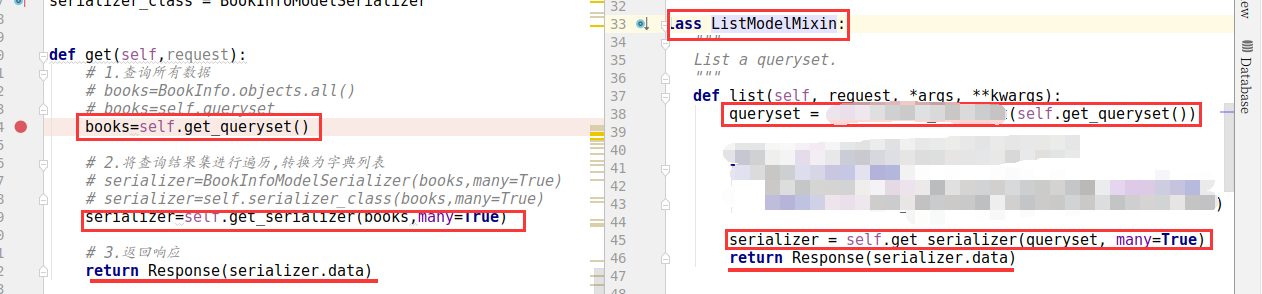 serializer_class = BookInfoModelSerializer
def get(self,request):
# 1.查询所有数据
# books=BookInfo.objects.all()
# books=self.queryset
books=self.get_queryset()
# 2.将查询结果集进行遍历,转换为字典列表
# serializer=BookInfoModelSerializer(books,many=True)
# serializer=self.serializer_class(books,many=True)
serializer=self.get_serializer(books,many=True)
# 3.返回响应
return Response(serializer.data)
32
33 lass ListModelMixin:
34 """
35 List a queryset.
36 """
37 def list(self, request, *args, **kwargs):
38 queryset = (self.get_queryset())
39
40
41
42
43 )
44
45 serializer = self.get_serializer(queryset, many=True)
46 return Response(serializer.data)
47
48
Database